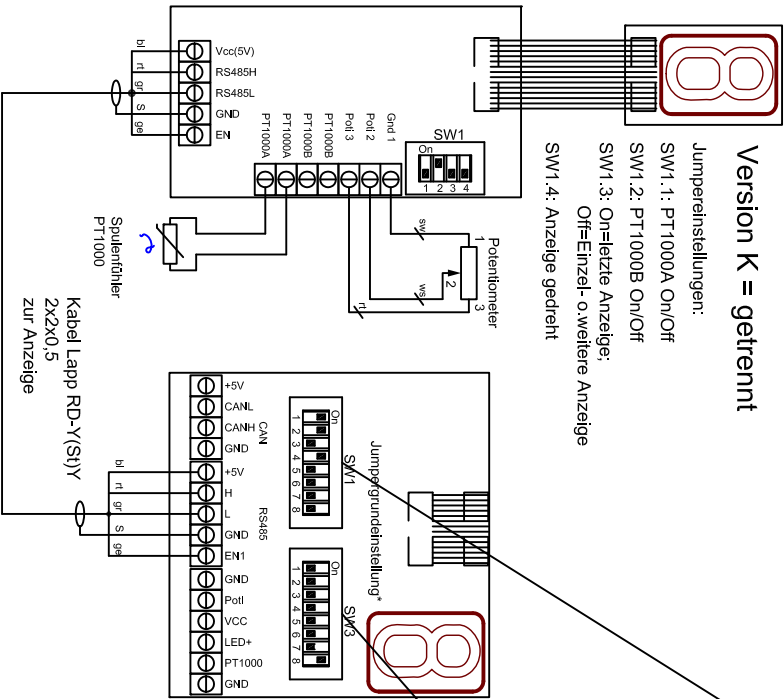 Version K = getrennt
Jumpereinstellungen:
SW1.1: PT1000A On/Off
SW1.2: PT1000B On/Off
SW1.3: On=letzte Anzeige;
Off=Einzel- o.weitere Anzeige
SW1.4: Anzeige gedreht
Vcc(5V)
RS485H
RS485L
GND
EN
bl
rt
gr
S
ge
PT1000A
PT1000A
PT1000B
PT1000B
Poti 3
Poti 2
Gnd 1
SW1
On
1 2 3 4
sw
ws
rt
Potentiometer
1
2
3
Spulenfühler
PT1000
Kabel Lapp RD-Y(St)Y
2x2x0,5
zur Anzeige
+5V
CANL
CANH
GND
CAN
+5V
H
L
GND
EN1
RS485
GND
PotI
VCC
LED+
PT1000
GND
bl
rt
gr
S
ge
On
1 2 3 4 5 6 7 8
SW1
Jumpergrundeinstellung*
On
1 2 3 4 5 6 7 8
SW3